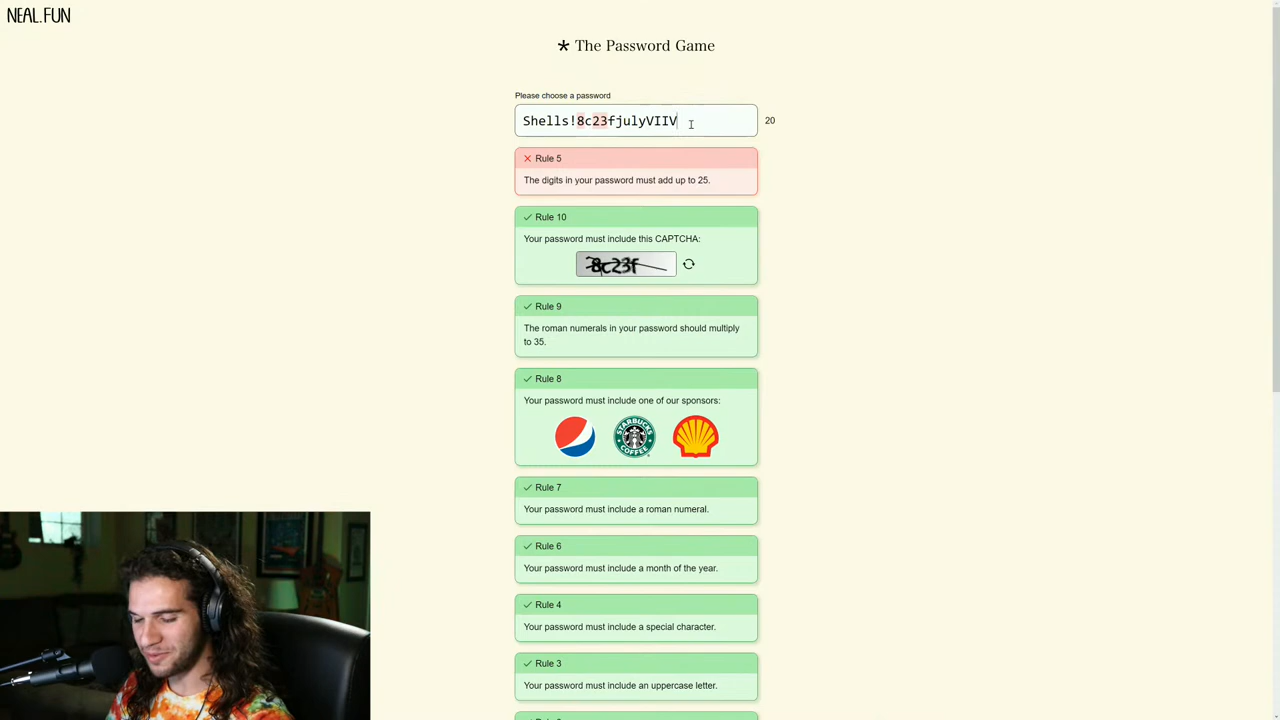 NEAL.FUN
* The Password Game
Please choose a password
Shells!8c23fjulyVIIV
20
Rule 5
The digits in your password must add up to 25.
Rule 10
Your password must include this CAPTCHA:
8c23f
Rule 9
The roman numerals in your password should multiply
to 35.
Rule 8
Your password must include one of our sponsors:
STARBUCKS
COFFEE
Rule 7
Your password must include a roman numeral.
Rule 6
Your password must include a month of the year.
Rule 4
Your password must include a special character.
Rule 3
Your password must include an uppercase letter.